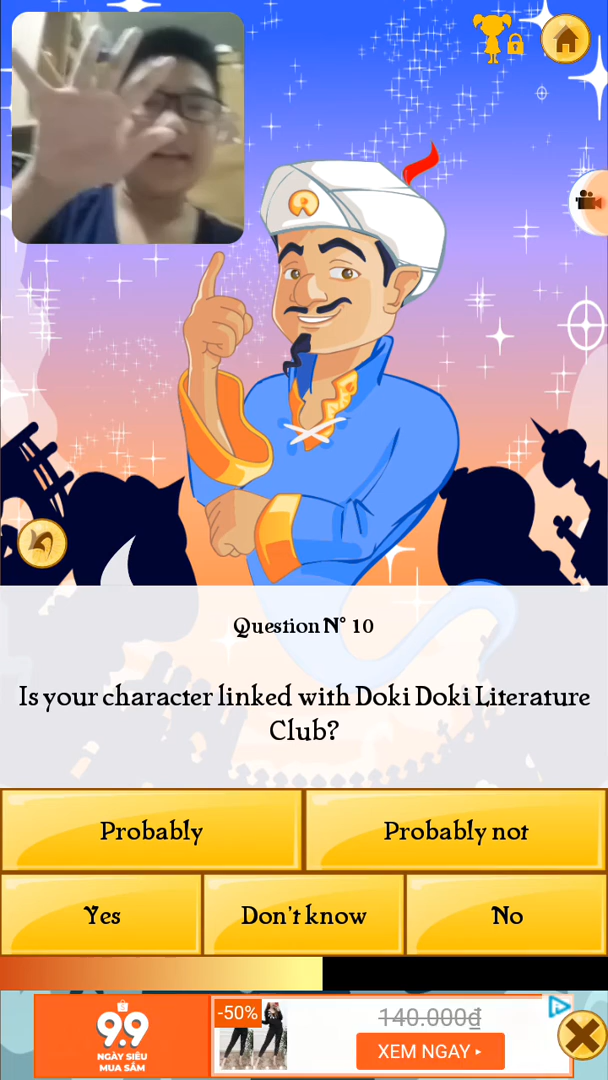 Question N° 10
Is your character linked with Doki Doki Literature
Club?
Probably
Probably not
Yes
Don't know
No
9.9
NGÀY SIÊU
MUA SẮM
-50%
140.000₫
XEM NGAY